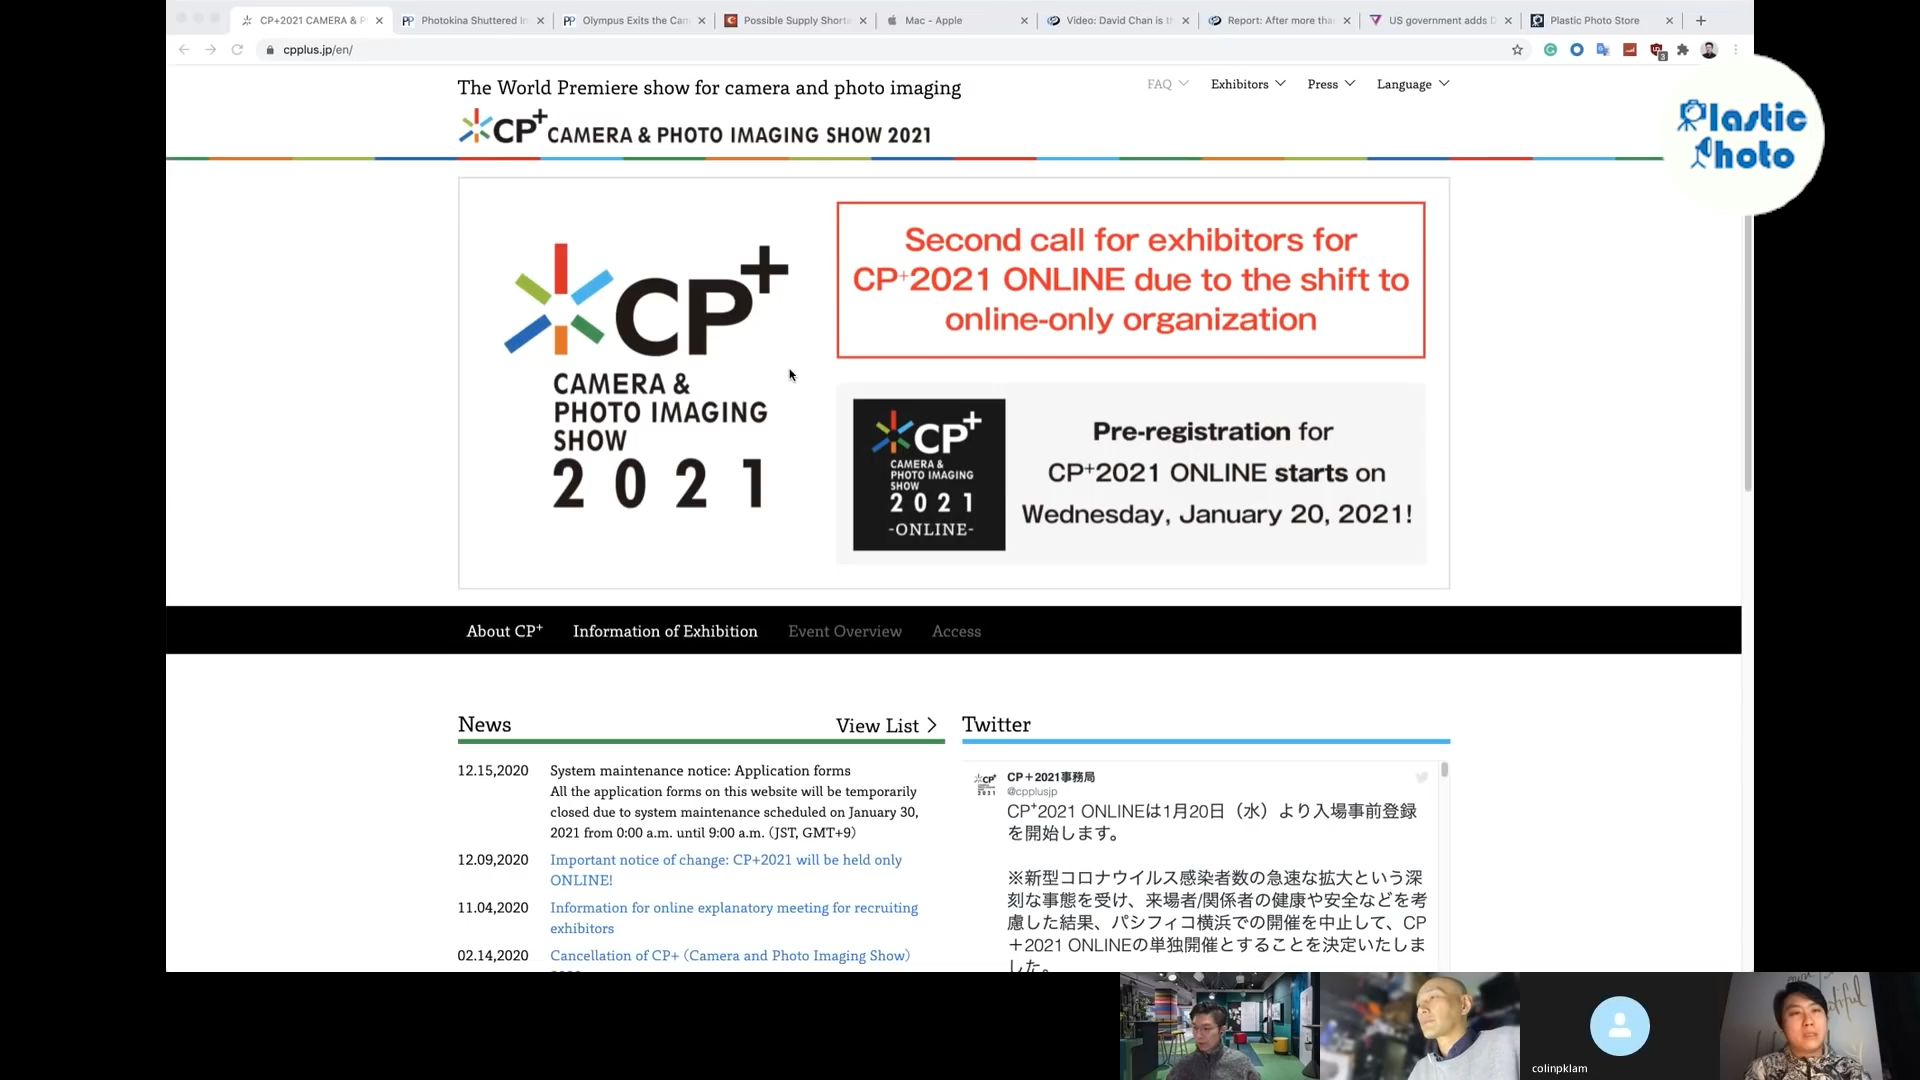 CP+2021 CAMERA & P
Photokina Shuttered In
Olympus Exits the Cam
Possible Supply Shorta
Mac - Apple
Video: David Chan is th
Report: After more tha
US government adds D
Plastic Photo Store
cpplus.jp/en/
The World Premiere show for camera and photo imaging
FAQ
Exhibitors
Press
Language
CP+ CAMERA & PHOTO IMAGING SHOW 2021
Plastic
Photo
CP+
CAMERA &
PHOTO IMAGING
SHOW
2021
Second call for exhibitors for
CP+2021 ONLINE due to the shift to
online-only organization
CP+
CAMERA &
PHOTO IMAGING
SHOW
2021
-ONLINE-
Pre-registration for
CP+2021 ONLINE starts on
Wednesday, January 20, 2021!
About CP+
Information of Exhibition
Event Overview
Access
News
View List
12.15,2020
System maintenance notice: Application forms
All the application forms on this website will be temporarily
closed due to system maintenance scheduled on January 30,
2021 from 0:00 a.m. until 9:00 a.m. (JST, GMT+9)
12.09,2020
Important notice of change: CP+2021 will be held only
ONLINE!
11.04,2020
Information for online explanatory meeting for recruiting
exhibitors
02.14,2020
Cancellation of CP+ (Camera and Photo Imaging Show)
Twitter
CP＋2021事務局
@cpplusjp
CP+2021 ONLINEは1月20日（水）より入場事前登録
を開始します。
※新型コロナウイルス感染者数の急速な拡大という深
刻な事態を受け、来場者/関係者の健康や安全などを考
慮した結果、パシフィコ横浜での開催を中止して、CP
＋2021 ONLINEの単独開催とすることを決定いたしま
した。
colinpklam